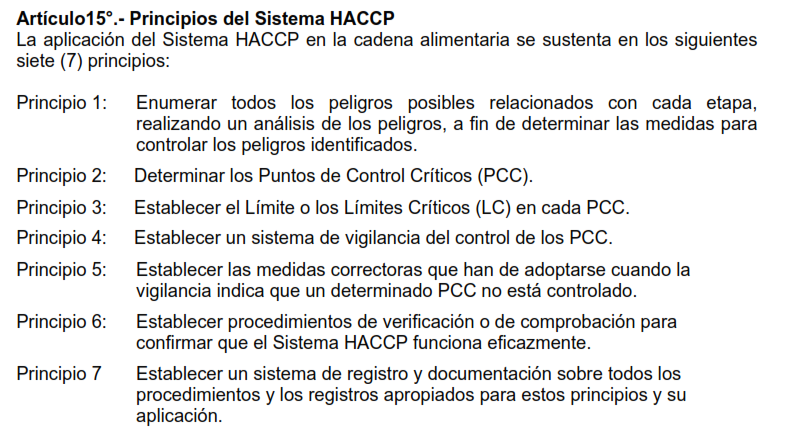 Artículo15°.- Principios del Sistema HACCP
La aplicación del Sistema HACCP en la cadena alimentaria se sustenta en los siguientes
siete (7) principios:
Principio 1: Enumerar todos los peligros posibles relacionados con cada etapa,
realizando un análisis de los peligros, a fin de determinar las medidas para
controlar los peligros identificados.
Principio 2: Determinar los Puntos de Control Críticos (PCC).
Principio 3: Establecer el Límite o los Límites Críticos (LC) en cada PCC.
Principio 4: Establecer un sistema de vigilancia del control de los PCC.
Principio 5: Establecer las medidas correctoras que han de adoptarse cuando la
vigilancia indica que un determinado PCC no está controlado.
Principio 6: Establecer procedimientos de verificación o de comprobación para
confirmar que el Sistema HACCP funciona eficazmente.
Principio 7 Establecer un sistema de registro y documentación sobre todos los
procedimientos y los registros apropiados para estos principios y su
aplicación.